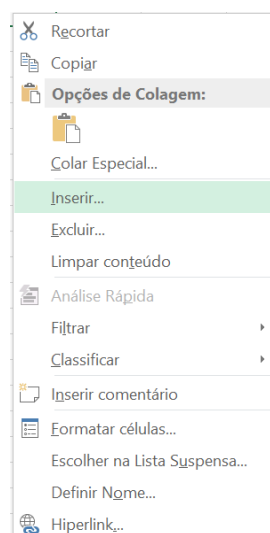 Recortar
Copiar
Opções de Colagem:
Colar Especial...
Inserir...
Excluir...
Limpar conteúdo
Análise Rápida
Filtrar
Classificar
Inserir comentário
Formatar células...
Escolher na Lista Suspensa...
Definir Nome...
Hiperlink...